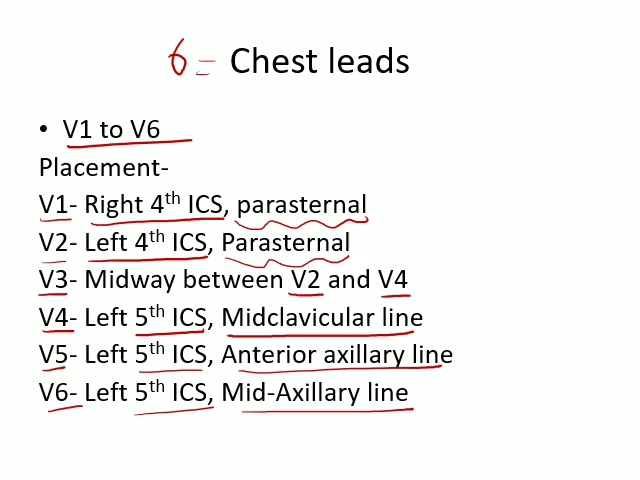 6 = Chest leads
• V1 to V6
Placement-
V1- Right 4th ICS, parasternal
V2- Left 4th ICS, Parasternal
V3- Midway between V2 and V4
V4- Left 5th ICS, Midclavicular line
V5- Left 5th ICS, Anterior axillary line
V6- Left 5th ICS, Mid-Axillary line